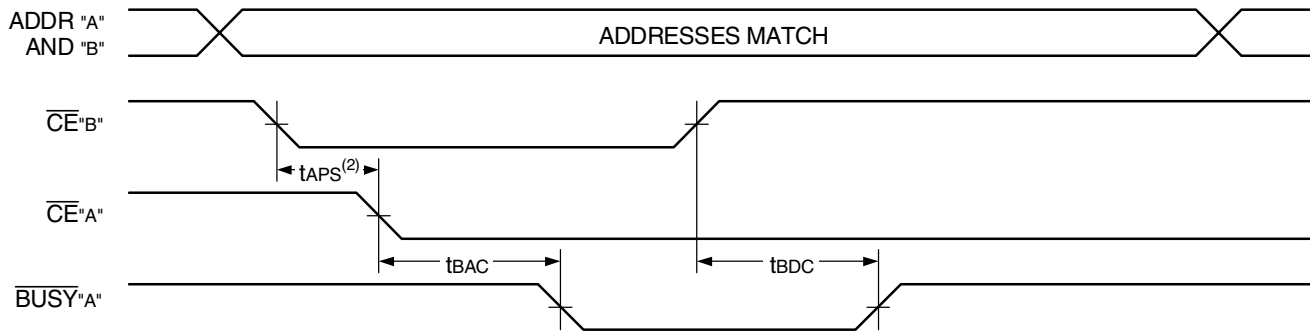 ADDR "A"
AND "B"
ADDRESSES MATCH
CE"B"
tAPS(2)
CE"A"
tBAC
tBDC
BUSY"A"